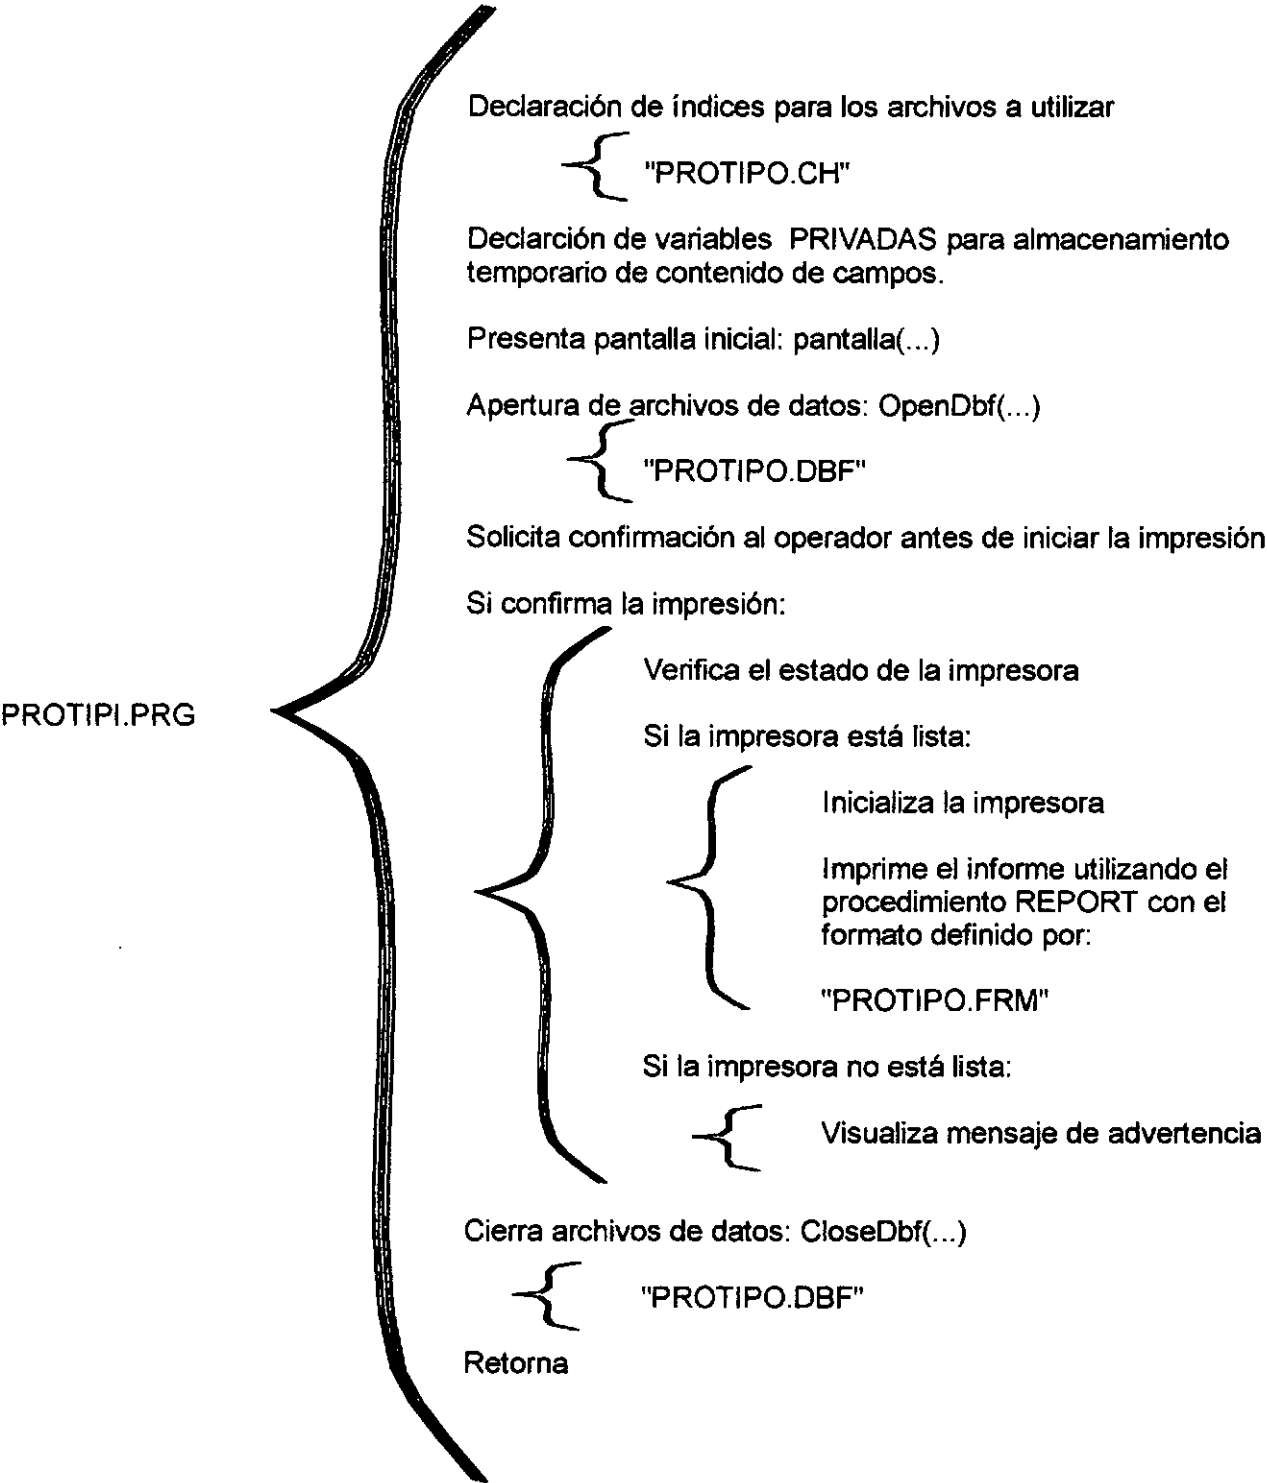 Declaración de índices para los archivos a utilizar
"PROTIPO.CH"
Declarción de variables PRIVADAS para almacenamiento
temporario de contenido de campos.
Presenta pantalla inicial: pantalla(...)
Apertura de archivos de datos: OpenDbf(...)
"PROTIPO.DBF"
Solicita confirmación al operador antes de iniciar la impresión
Si confirma la impresión:
Verifica el estado de la impresora
PROTIPI.PRG
Si la impresora está lista:
Inicializa la impresora
Imprime el informe utilizando el
procedimiento REPORT con el
formato definido por:
"PROTIPO.FRM"
Si la impresora no está lista:
Visualiza mensaje de advertencia
Cierra archivos de datos: CloseDbf(...)
"PROTIPO.DBF"
Retorna